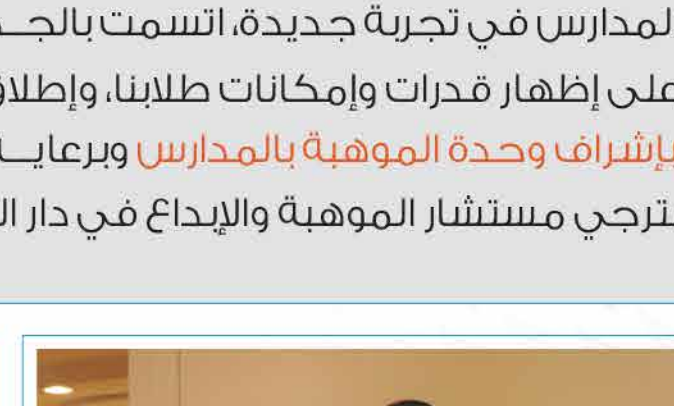 المدارس في تجربة جديدة، اتسمت بالجـ
على إظهار قدرات وإمكانات طلابنا، وإطلا
بإشراف وحدة الموهبة بالمدارس وبرعايـ
ترجي مستشار الموهبة والإبداع في دار ال